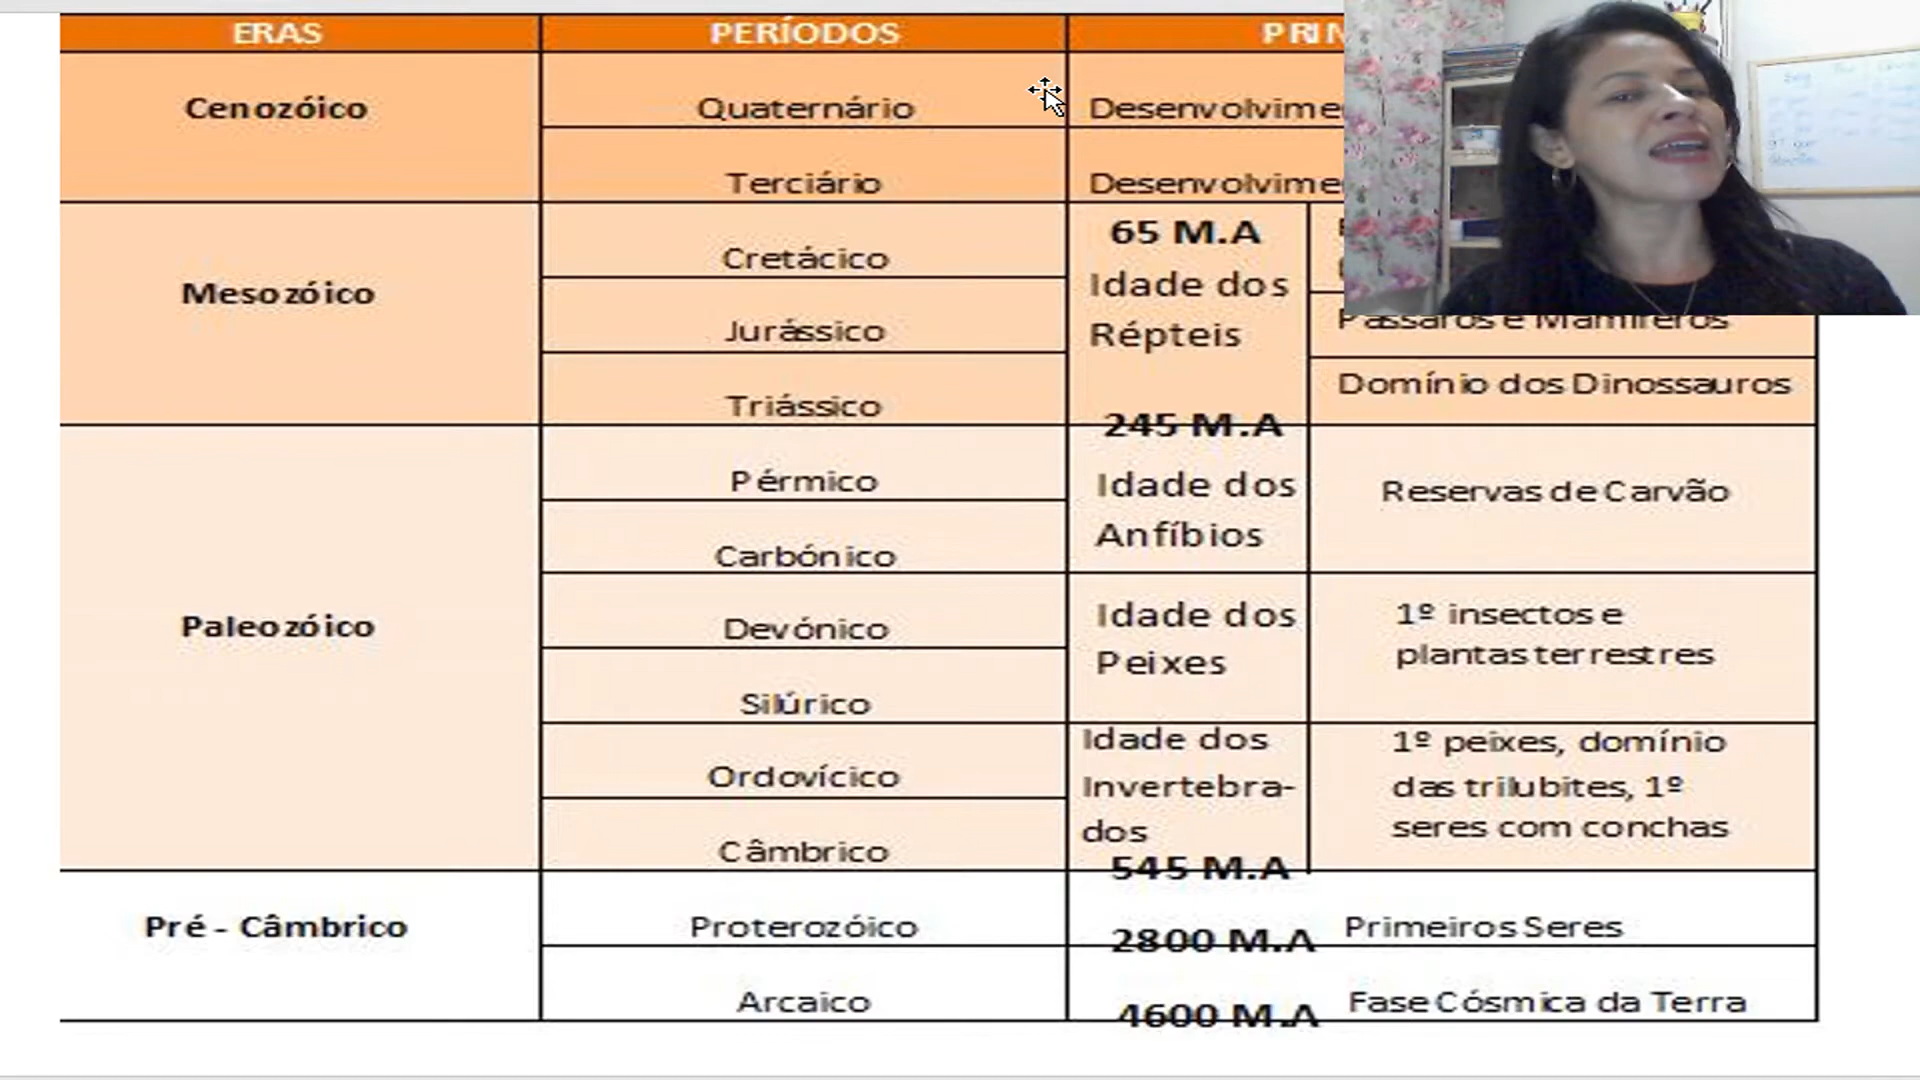 ERAS
PERÍODOS
Cenozóico
Quaternário
Terciário
Mesozóico
Cretácico
Jurássico
Triássico
65 M.A
Idade dos
Répteis
Pássaros e Mamíferos
Domínio dos Dinossauros
245 M.A
Paleozóico
Pérmico
Carbónico
Idade dos
Anfíbios
Reservas de Carvão
Devónico
Silúrico
Idade dos
Peixes
1º insectos e
plantas terrestres
Ordovícico
Câmbrico
Idade dos
Invertebra-
dos
1º peixes, domínio
das trilubites, 1º
seres com conchas
545 M.A
Pré - Câmbrico
Proterozóico
2800 M.A
Primeiros Seres
Arcaico
4600 M.A
Fase Cósmica da Terra